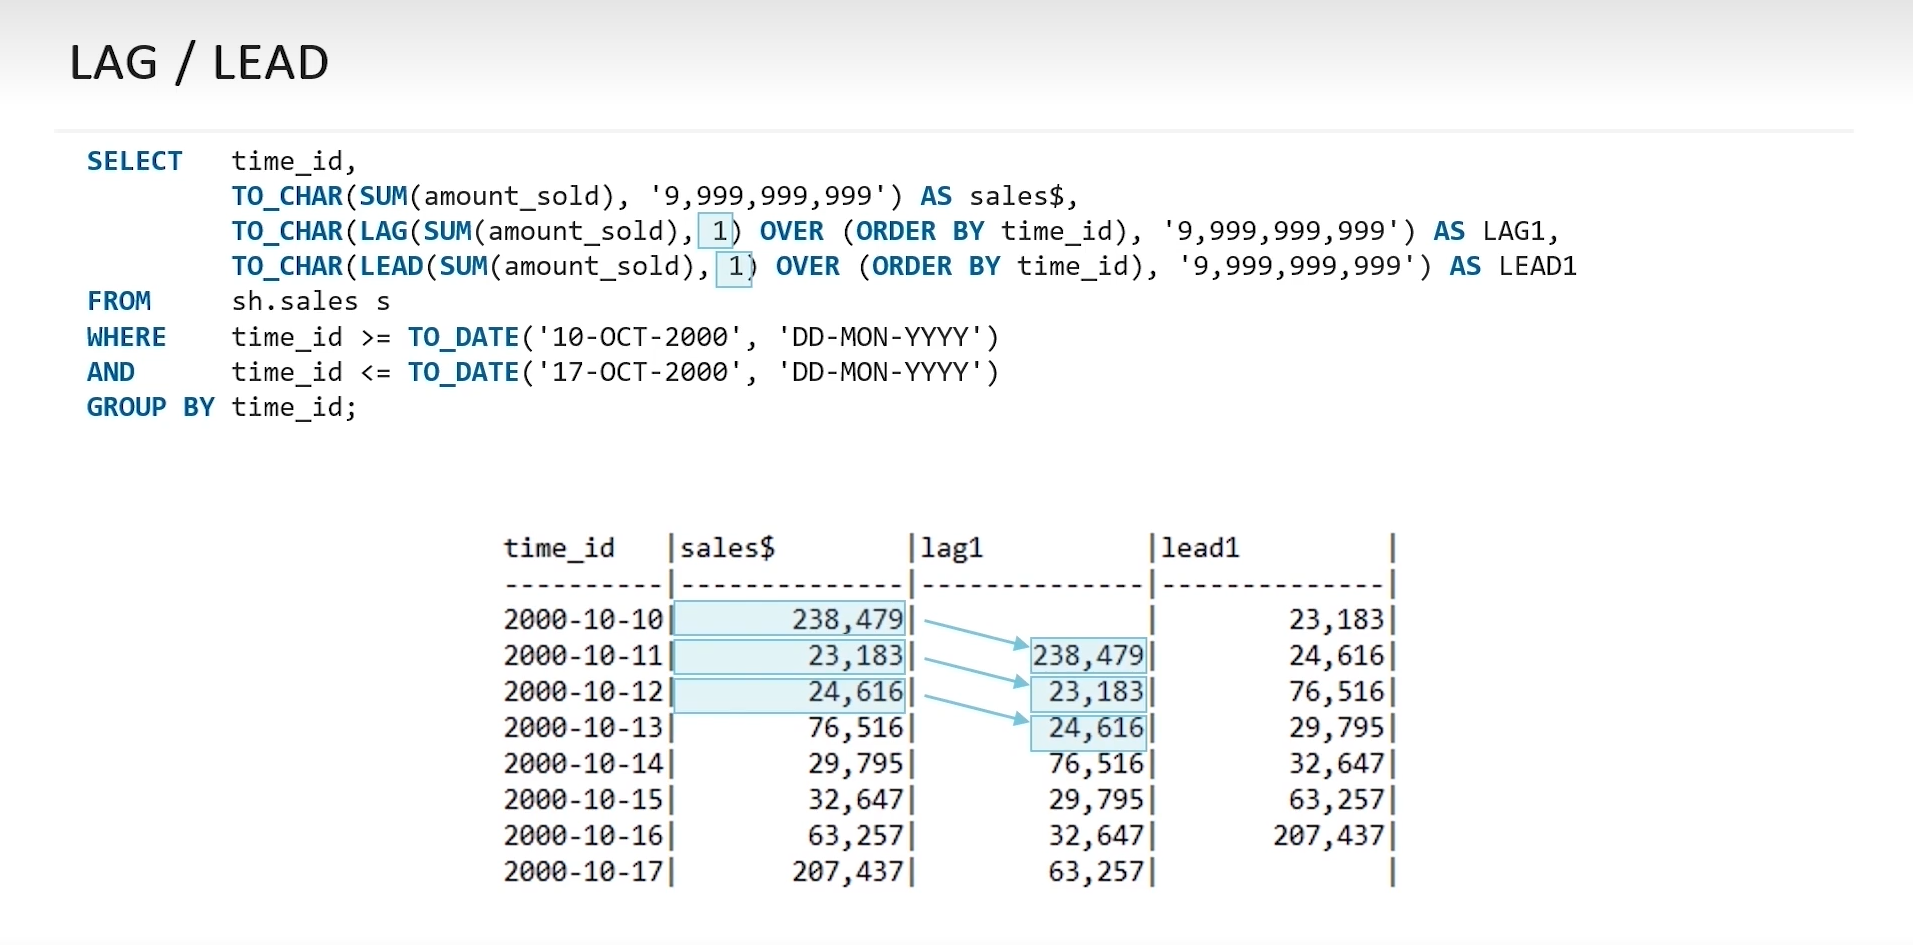 LAG / LEAD
SELECT   time_id,
         TO_CHAR(SUM(amount_sold), '9,999,999,999') AS sales$,
         TO_CHAR(LAG(SUM(amount_sold), 1) OVER (ORDER BY time_id), '9,999,999,999') AS LAG1,
         TO_CHAR(LEAD(SUM(amount_sold), 1) OVER (ORDER BY time_id), '9,999,999,999') AS LEAD1
FROM     sh.sales s
WHERE    time_id >= TO_DATE('10-OCT-2000', 'DD-MON-YYYY')
AND      time_id <= TO_DATE('17-OCT-2000', 'DD-MON-YYYY')
GROUP BY time_id;
time_id   |sales$        |lag1          |lead1         |
----------|--------------|--------------|--------------|
2000-10-10|       238,479|              |        23,183|
2000-10-11|        23,183|       238,479|        24,616|
2000-10-12|        24,616|        23,183|        76,516|
2000-10-13|        76,516|        24,616|        29,795|
2000-10-14|        29,795|        76,516|        32,647|
2000-10-15|        32,647|        29,795|        63,257|
2000-10-16|        63,257|        32,647|       207,437|
2000-10-17|       207,437|        63,257|              |